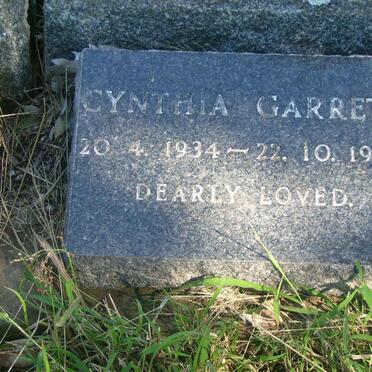 CYNTHIA GARRET
20. 4. 1934 — 22. 10. 19
DEARLY LOVED.